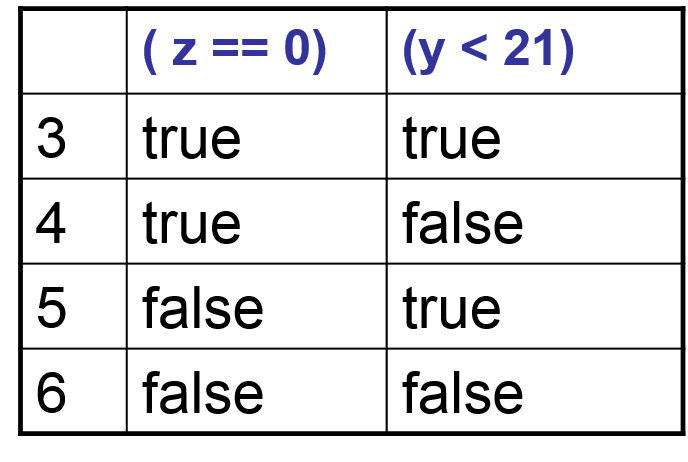 ( z == 0) (y < 21)
3 true true
4 true false
5 false true
6 false false